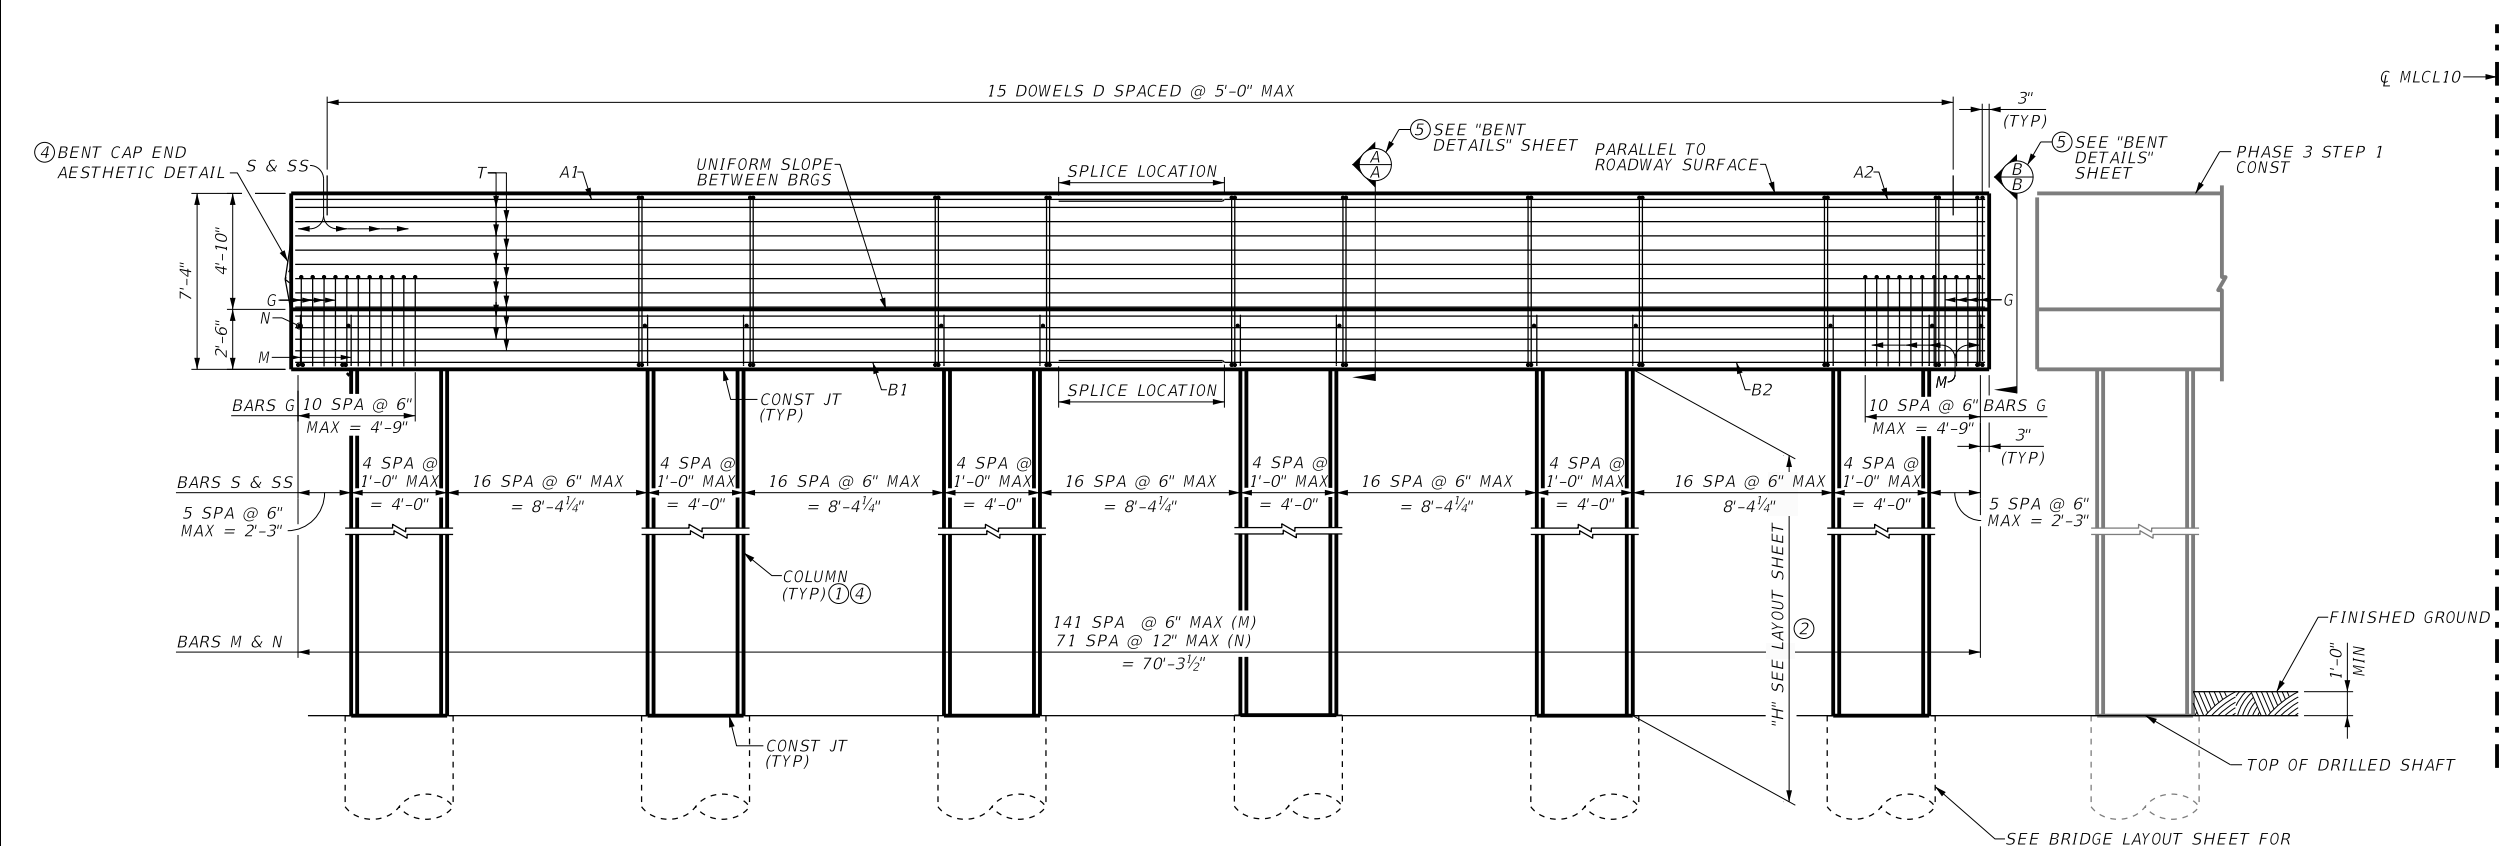 ℄ MLCL10
15 DOWELS D SPACED @ 5'-0" MAX
3"
(TYP)
④ BENT CAP END
AESTHETIC DETAIL
S & SS
T
A1
UNIFORM SLOPE
BETWEEN BRGS
SPLICE LOCATION
A
A
⑤ SEE "BENT
DETAILS" SHEET
PARALLEL TO
ROADWAY SURFACE
A2
B
B
⑤ SEE "BENT
DETAILS"
SHEET
PHASE 3 STEP 1
CONST
7'-4"
4'-10"
2'-6"
G
N
M
G
M
BARS G
10 SPA @ 6"
MAX = 4'-9"
CONST JT
(TYP)
B1
SPLICE LOCATION
B2
10 SPA @ 6"
MAX = 4'-9"
BARS G
3"
(TYP)
BARS S & SS
5 SPA @ 6"
MAX = 2'-3"
4 SPA @
1'-0" MAX
= 4'-0"
16 SPA @ 6" MAX
= 8'-4¼"
4 SPA @
1'-0" MAX
= 4'-0"
16 SPA @ 6" MAX
= 8'-4¼"
4 SPA @
1'-0" MAX
= 4'-0"
16 SPA @ 6" MAX
= 8'-4¼"
4 SPA @
1'-0" MAX
= 4'-0"
16 SPA @ 6" MAX
= 8'-4¼"
4 SPA @
1'-0" MAX
= 4'-0"
16 SPA @ 6" MAX
8'-4¼"
4 SPA @
1'-0" MAX
= 4'-0"
5 SPA @ 6"
MAX = 2'-3"
COLUMN
(TYP) ① ④
"H" SEE LAYOUT SHEET ②
BARS M & N
141 SPA @ 6" MAX (M)
71 SPA @ 12" MAX (N)
= 70'-3½"
FINISHED GROUND
1'-0"
MIN
CONST JT
(TYP)
TOP OF DRILLED SHAFT
SEE BRIDGE LAYOUT SHEET FOR